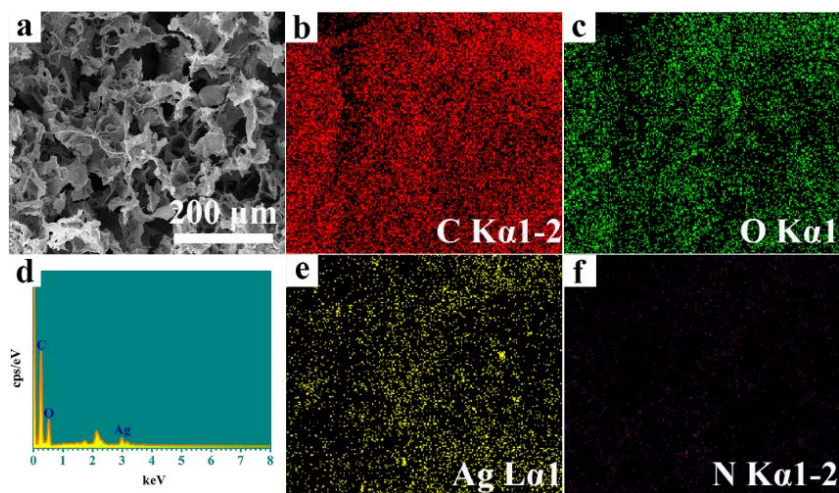 a
200 μm
b
C Kα1-2
c
O Kα1
d
cps/eV
C
O
Ag
0 1 2 3 4 5 6 7 8
keV
e
Ag Lα1
f
N Kα1-2